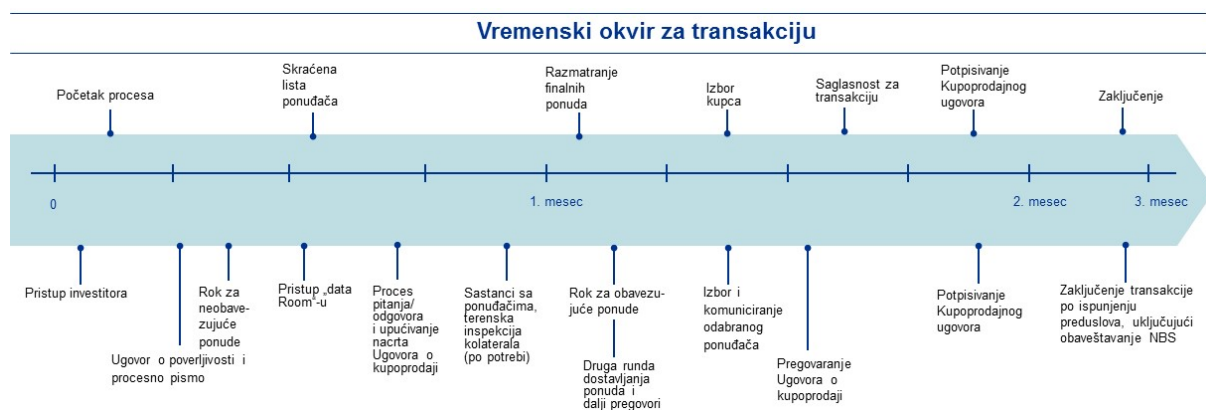 Vremenski okvir za transakciju
Početak procesa
Skraćena
lista
ponuđača
Razmatranje
finalnih
ponuda
Izbor
kupca
Saglasnost za
transakciju
Potpisivanje
Kupoprodajnog
ugovora
Zaključenje
0
1. mesec
2. mesec
3. mesec
Pristup investitora
Ugovor o poverljivosti i
procesno pismo
Rok za
neobave-
zujuće
ponude
Pristup „data
Room“-u
Proces
pitanja/
odgovora
i upućivanje
nacrta
Ugovora o
kupoprodaji
Sastanci sa
ponuđačima,
terenska
inspekcija
kolaterala
(po potrebi)
Rok za obavezu-
juće ponude
Druga runda
dostavljanja
ponuda i
dalji pregovori
Izbor i
komuniciranje
odabranog
ponuđača
Pregovaranje
Ugovora o
kupoprodaji
Potpisivanje
Kupoprodajnog
ugovora
Zaključenje transakcije
po ispunjenju
preduslova, uključujući
obaveštavanje NBS